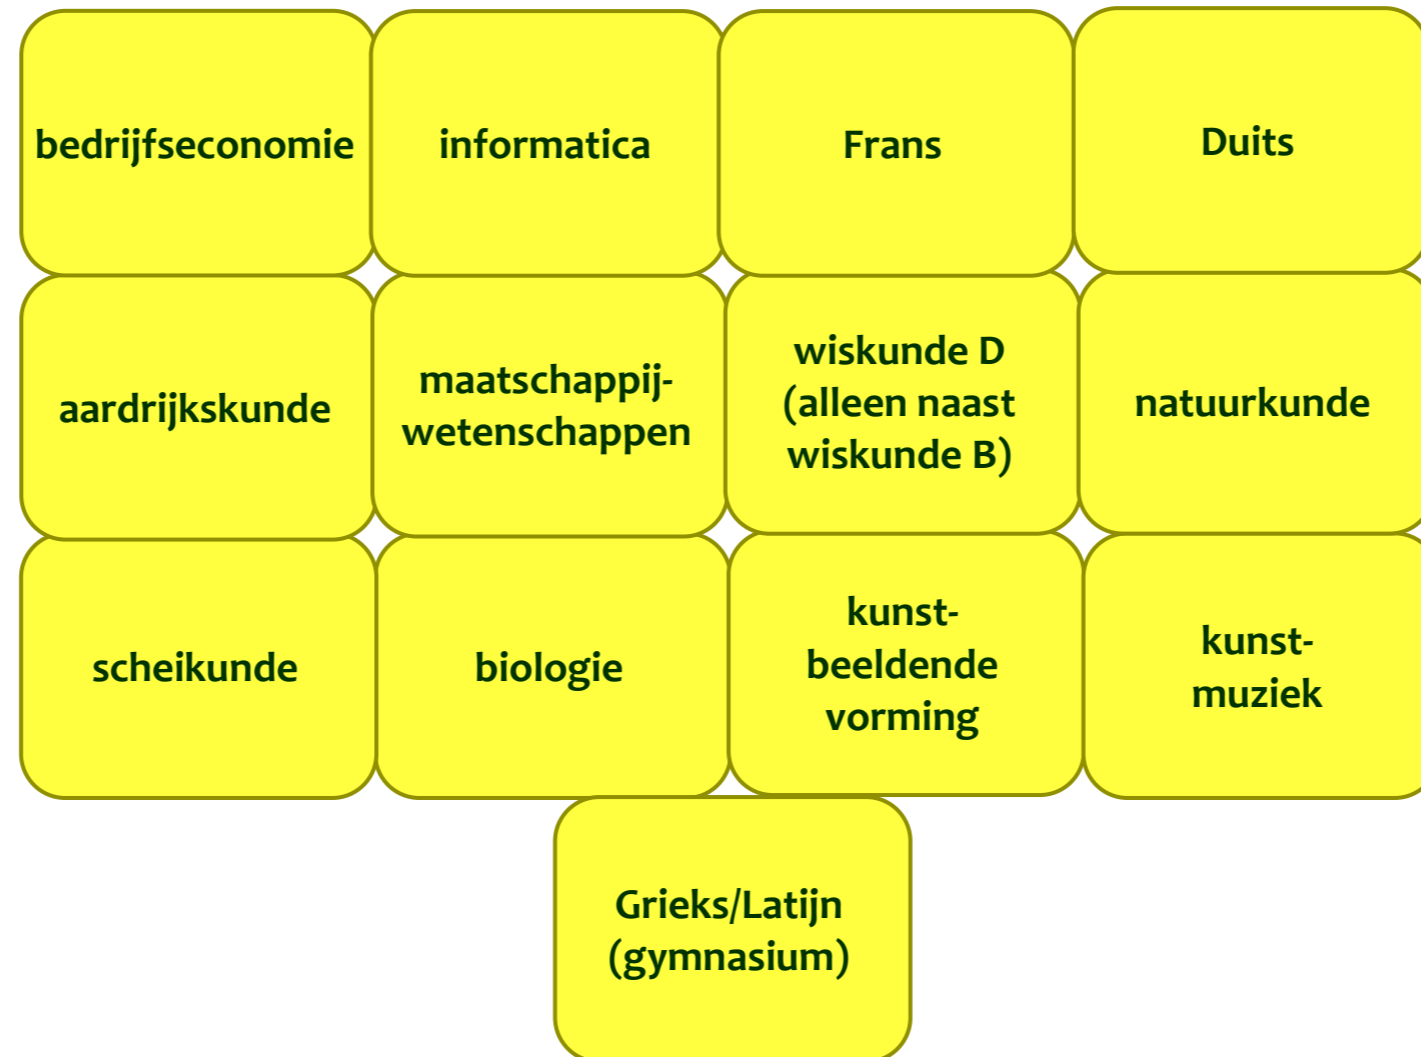 bedrijfseconomie
informatica
Frans
Duits
aardrijkskunde
maatschappij-
wetenschappen
wiskunde D
(alleen naast
wiskunde B)
natuurkunde
scheikunde
biologie
kunst-
beeldende
vorming
kunst-
muziek
Grieks/Latijn
(gymnasium)